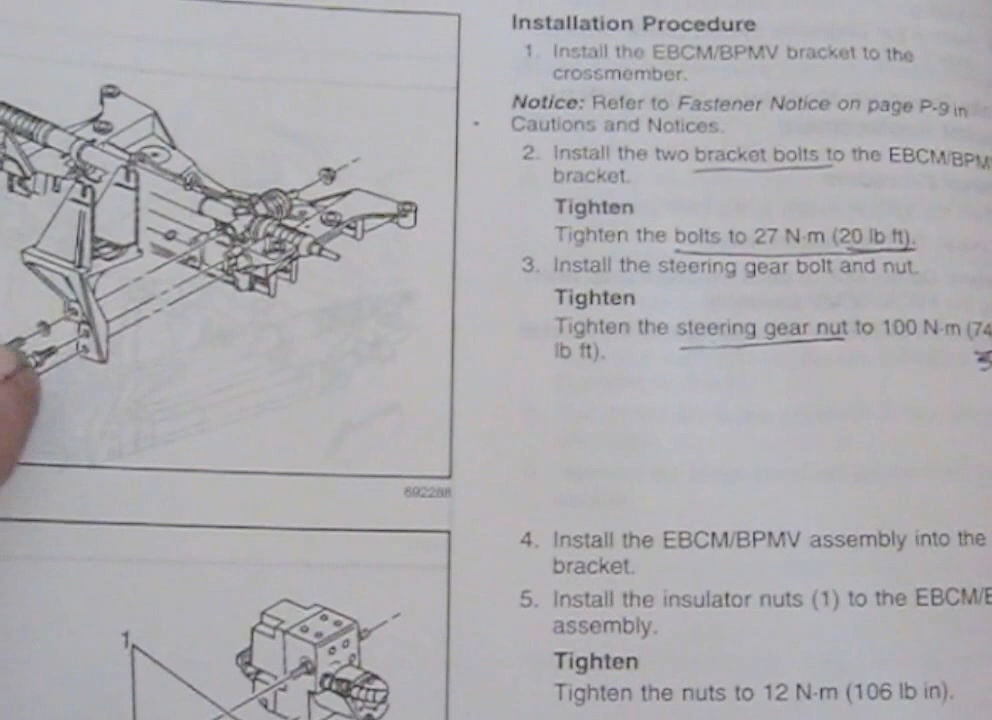 Installation Procedure
1. Install the EBCM/BPMV bracket to the
crossmember.
Notice: Refer to Fastener Notice on page P-9 in
Cautions and Notices.
2. Install the two bracket bolts to the EBCM/BPM
bracket.
Tighten
Tighten the bolts to 27 N·m (20 lb ft).
3. Install the steering gear bolt and nut.
Tighten
Tighten the steering gear nut to 100 N·m (74
lb ft).
692288
4. Install the EBCM/BPMV assembly into the
bracket.
5. Install the insulator nuts (1) to the EBCM/
assembly.
Tighten
Tighten the nuts to 12 N·m (106 lb in).
1